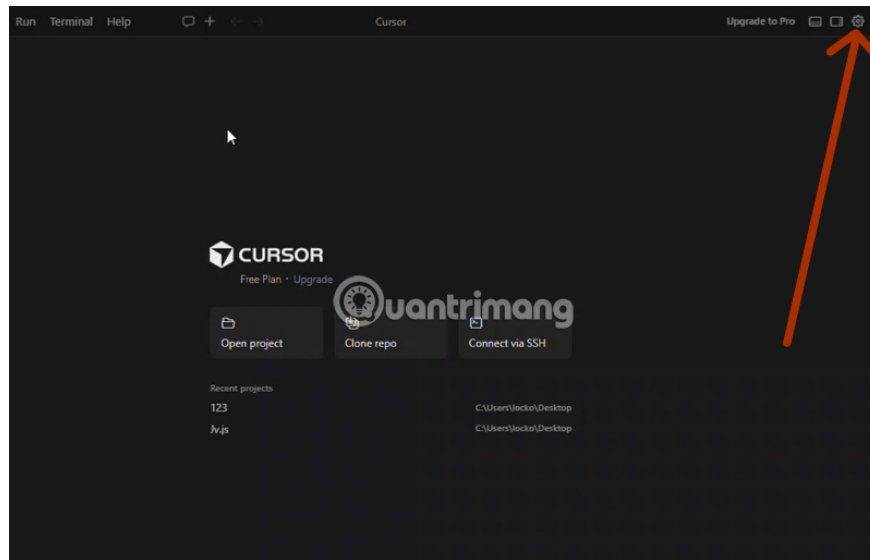 Run Terminal Help Cursor Upgrade to Pro
CURSOR
Free Plan · Upgrade
Quantrimang
Open project Clone repo Connect via SSH
Recent projects
123 C:\Users\locko\Desktop
Jv.js C:\Users\locko\Desktop